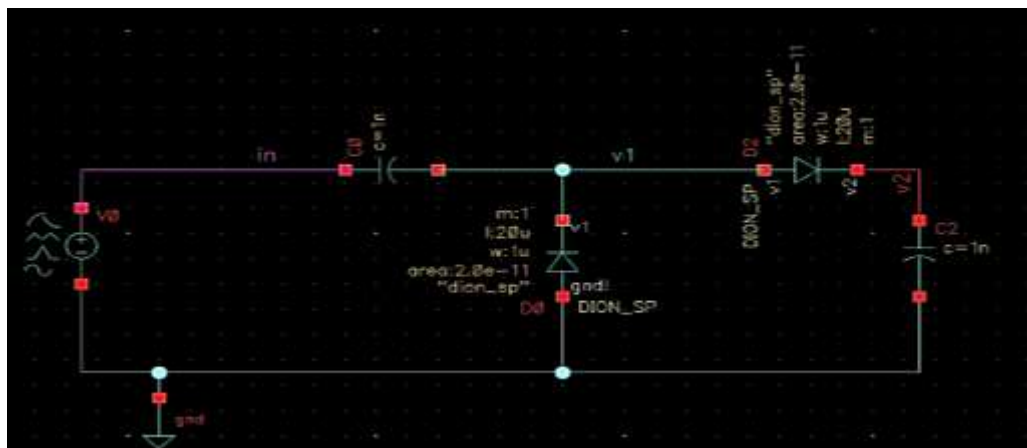 in
C0
c=1n
v1
D2
"dion_sp"
area:2.0e-11
w:1u
l:20u
m:1
v1
v2
DION_SP
v2
V0
m:1
l:20u
w:1u
area:2.0e-11
"dion_sp"
v1
gnd!
D0
DION_SP
C2
c=1n
gnd